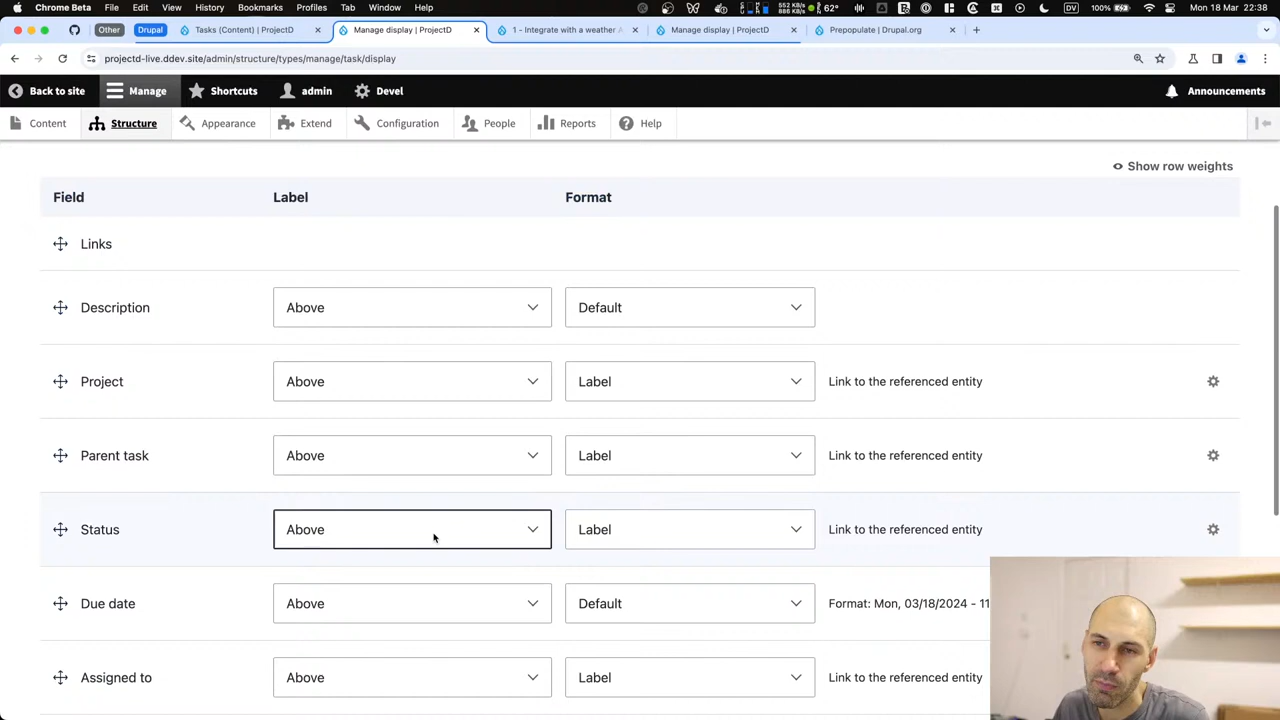 Chrome Beta File Edit View History Bookmarks Profiles Tab Window Help 552 KB/s 886 KB/s 62° DV 100% Mon 18 Mar 22:38
Other Drupal Tasks (Content) | ProjectD Manage display | ProjectD 1 - Integrate with a weather A Manage display | ProjectD Prepopulate | Drupal.org
projectd-live.ddev.site/admin/structure/types/manage/task/display
Back to site Manage Shortcuts admin Devel Announcements
Content Structure Appearance Extend Configuration People Reports Help
Show row weights
Field Label Format
Links
Description Above Default
Project Above Label Link to the referenced entity
Parent task Above Label Link to the referenced entity
Status Above Label Link to the referenced entity
Due date Above Default Format: Mon, 03/18/2024 - 11
Assigned to Above Label Link to the referenced entity